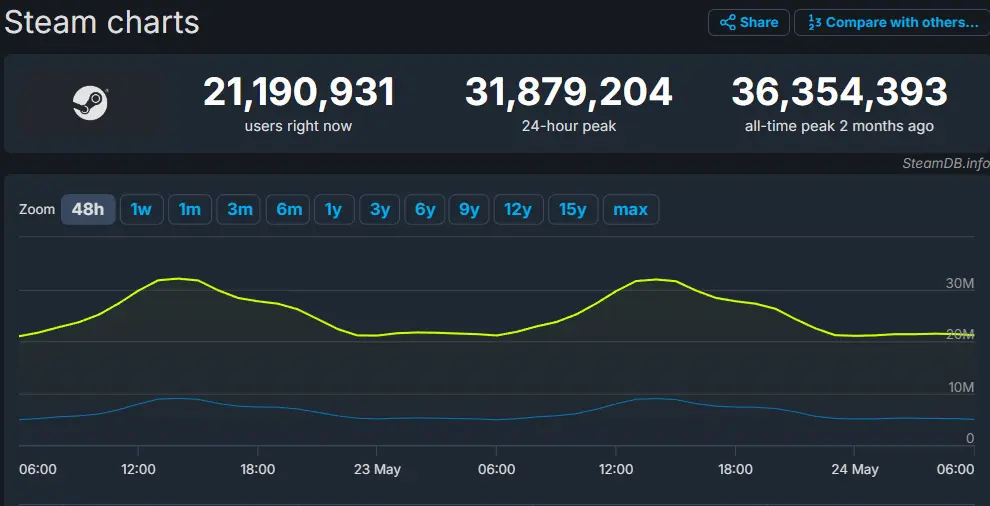 Steam charts
Share
Compare with others...
21,190,931
users right now
31,879,204
24-hour peak
36,354,393
all-time peak 2 months ago
SteamDB.info
Zoom 48h 1w 1m 3m 6m 1y 3y 6y 9y 12y 15y max
30M
20M
10M
0
06:00 12:00 18:00 23 May 06:00 12:00 18:00 24 May 06:00